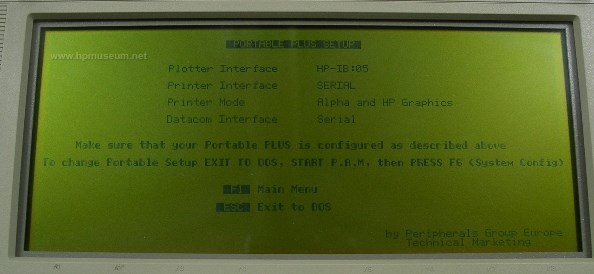 www.hpmuseum.net
PORTABLE PLUS SETUP
Plotter Interface HP-IB:05
Printer Interface SERIAL
Printer Mode Alpha and HP Graphics
Datacom Interface Serial
Make sure that your Portable PLUS is configured as described above
To change Portable Setup EXIT TO DOS, START P.A.M. then PRESS F6 (System Config)
F1 Main Menu
ESC Exit to DOS
by Peripherals Group Europe
Technical Marketing